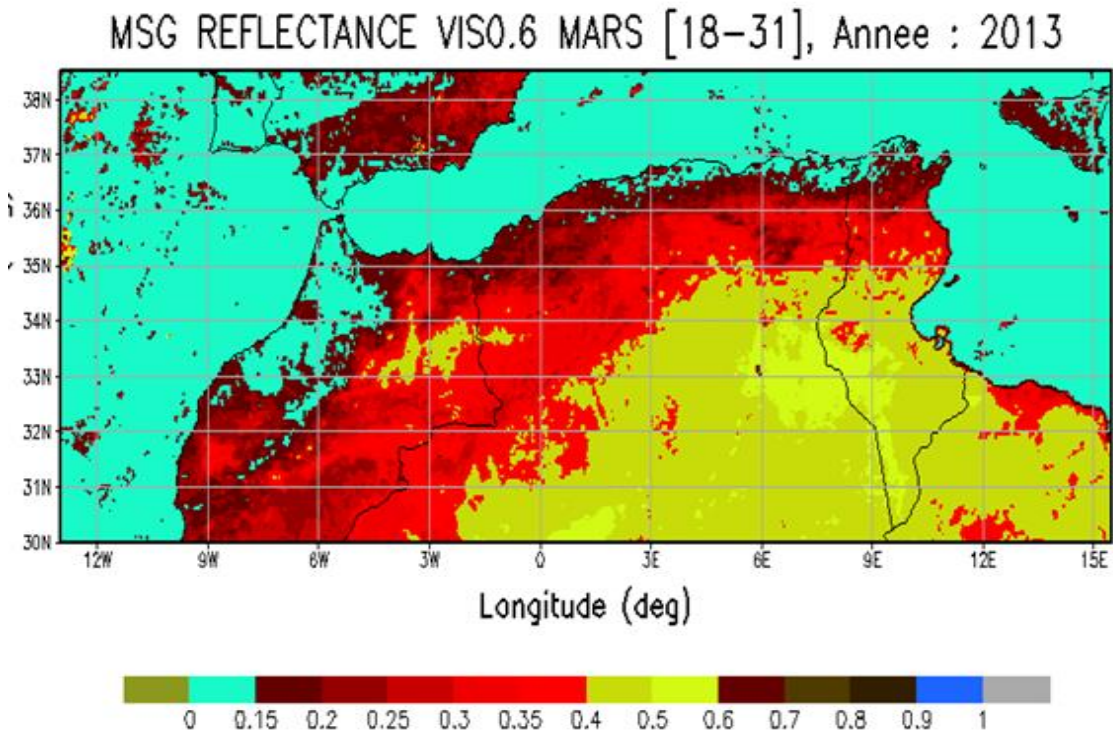 MSG REFLECTANCE VIS0.6 MARS [18-31], Annee : 2013
38N
37N
36N
35N
34N
33N
32N
31N
30N
12W 9W 6W 3W 0 3E 6E 9E 12E 15E
Longitude (deg)
0 0.15 0.2 0.25 0.3 0.35 0.4 0.5 0.6 0.7 0.8 0.9 1